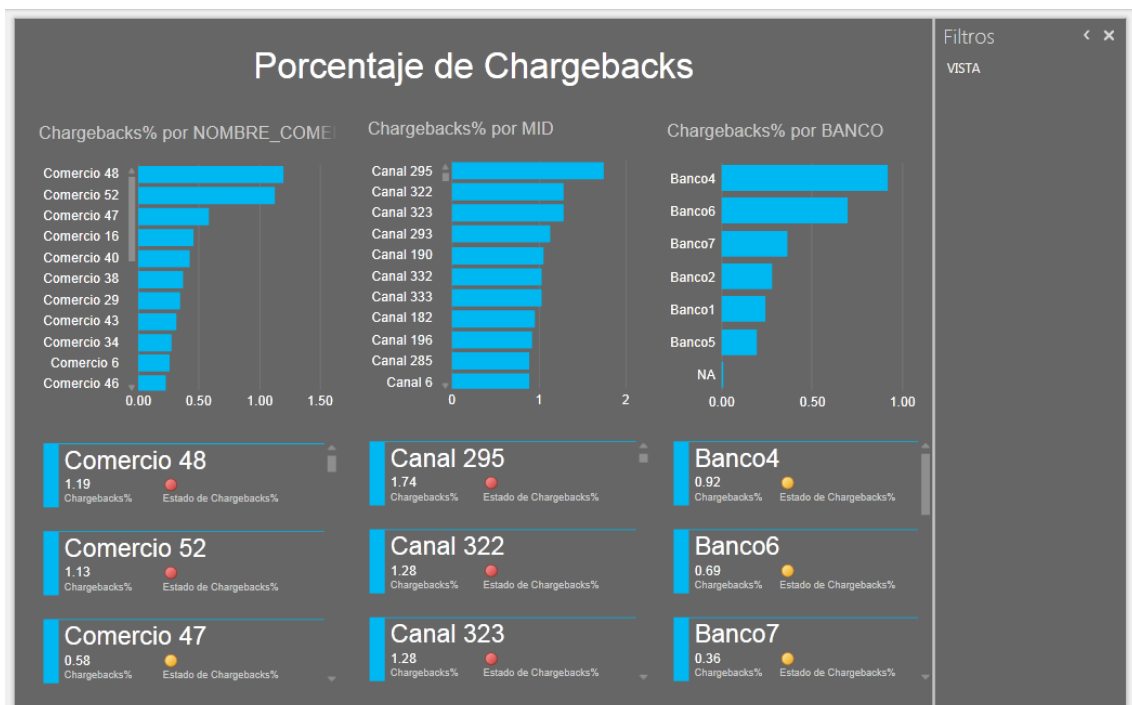 Porcentaje de Chargebacks
Filtros
VISTA
Chargebacks% por NOMBRE_COME
Comercio 48
Comercio 52
Comercio 47
Comercio 16
Comercio 40
Comercio 38
Comercio 29
Comercio 43
Comercio 34
Comercio 6
Comercio 46
0.00 0.50 1.00 1.50
Chargebacks% por MID
Canal 295
Canal 322
Canal 323
Canal 293
Canal 190
Canal 332
Canal 333
Canal 182
Canal 196
Canal 285
Canal 6
0 1 2
Chargebacks% por BANCO
Banco4
Banco6
Banco7
Banco2
Banco1
Banco5
NA
0.00 0.50 1.00
Comercio 48
1.19
Chargebacks% Estado de Chargebacks%
Comercio 52
1.13
Chargebacks% Estado de Chargebacks%
Comercio 47
0.58
Chargebacks% Estado de Chargebacks%
Canal 295
1.74
Chargebacks% Estado de Chargebacks%
Canal 322
1.28
Chargebacks% Estado de Chargebacks%
Canal 323
1.28
Chargebacks% Estado de Chargebacks%
Banco4
0.92
Chargebacks% Estado de Chargebacks%
Banco6
0.69
Chargebacks% Estado de Chargebacks%
Banco7
0.36
Chargebacks% Estado de Chargebacks%